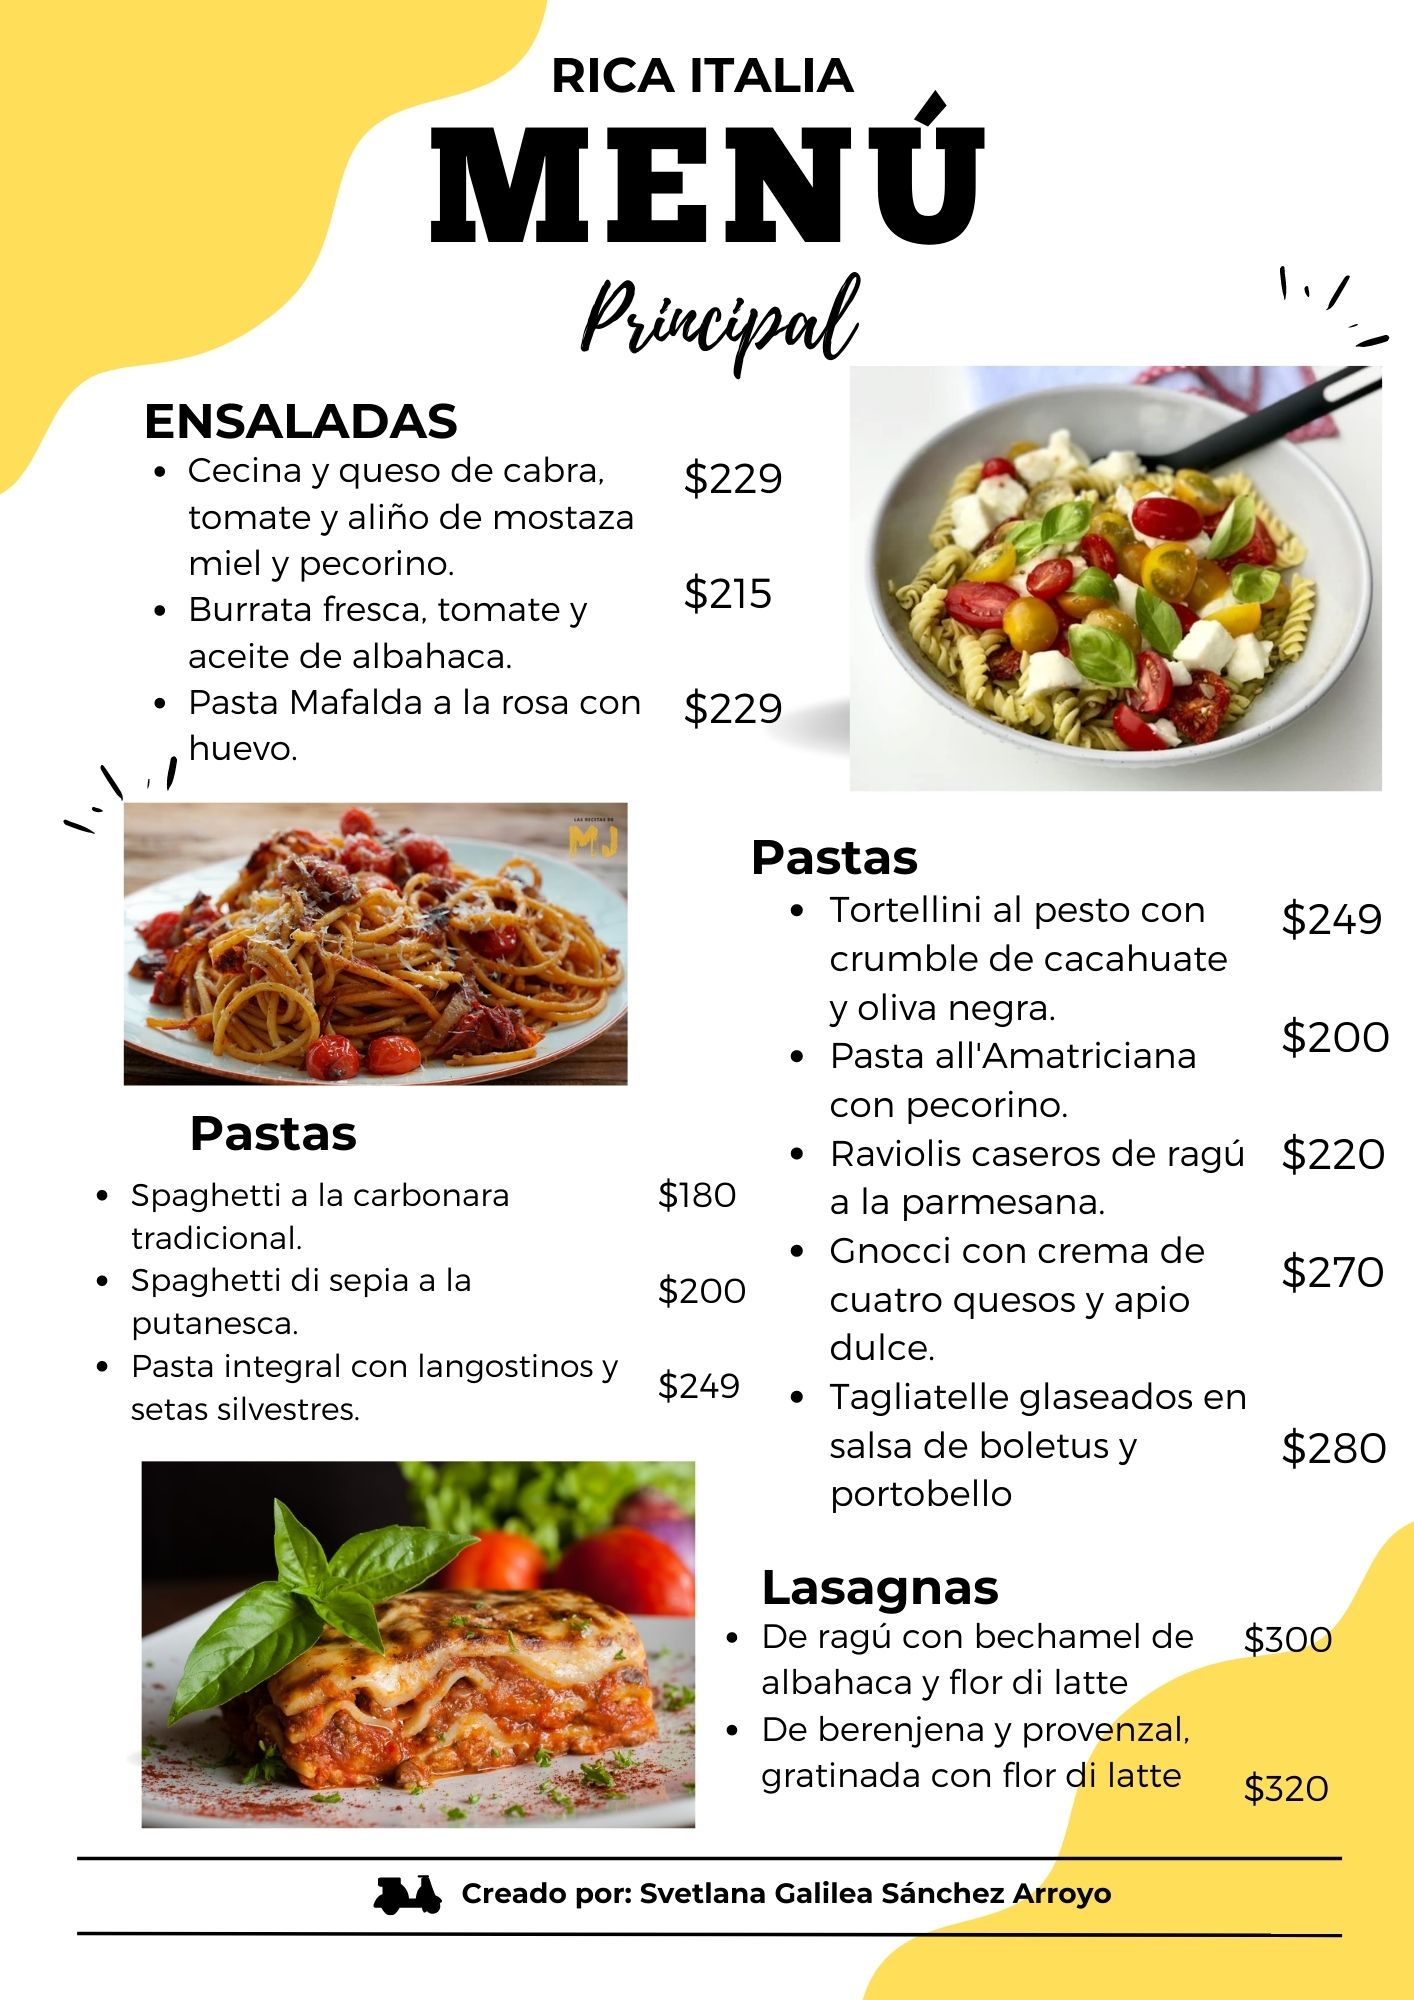 RICA ITALIA
MENÚ
Principal
ENSALADAS
• Cecina y queso de cabra, $229
tomate y aliño de mostaza
miel y pecorino.
• Burrata fresca, tomate y $215
aceite de albahaca.
• Pasta Mafalda a la rosa con $229
huevo.
LAS RECETAS DE
MJ
Pastas
• Spaghetti a la carbonara $180
tradicional.
• Spaghetti di sepia a la $200
putanesca.
• Pasta integral con langostinos y $249
setas silvestres.
Pastas
• Tortellini al pesto con $249
crumble de cacahuate
y oliva negra.
• Pasta all'Amatriciana $200
con pecorino.
• Raviolis caseros de ragú $220
a la parmesana.
• Gnocci con crema de $270
cuatro quesos y apio
dulce.
• Tagliatelle glaseados en
salsa de boletus y $280
portobello
Lasagnas
• De ragú con bechamel de $300
albahaca y flor di latte
• De berenjena y provenzal,
gratinada con flor di latte $320
Creado por: Svetlana Galilea Sánchez Arroyo